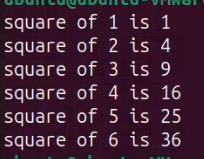 square of 1 is 1
square of 2 is 4
square of 3 is 9
square of 4 is 16
square of 5 is 25
square of 6 is 36